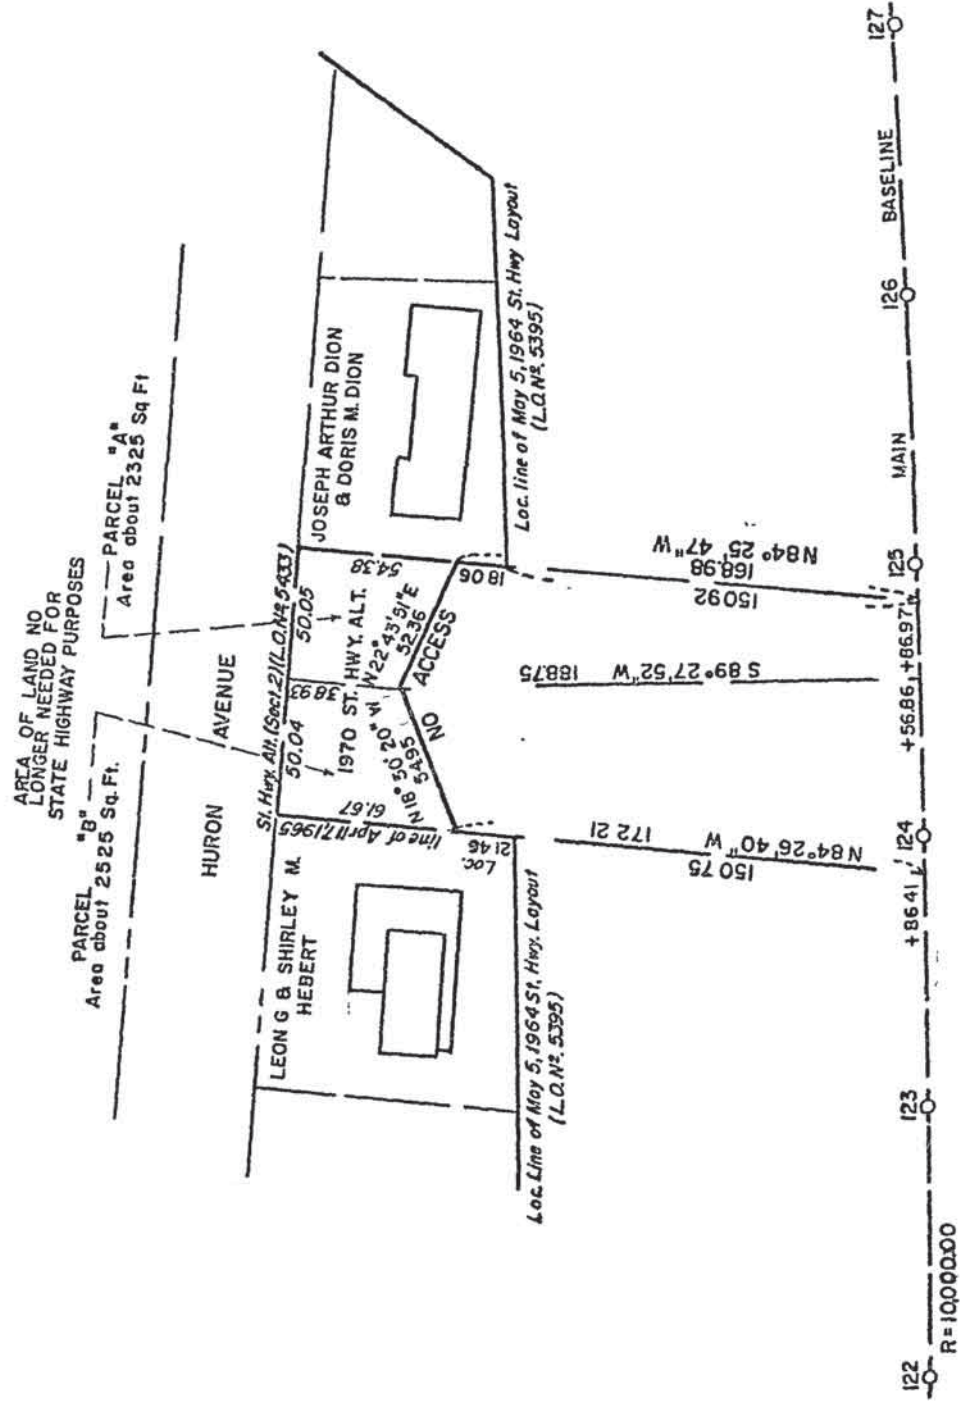 AREA OF LAND NO
LONGER NEEDED FOR
STATE HIGHWAY PURPOSES
PARCEL "B"
Area about 2525 Sq. Ft.
PARCEL "A"
Area about 2325 Sq Ft
HURON AVENUE
St. Hwy. Alt. (Sect. 2) (L.O. Nº 5433)
50.04
50.05
LEON G & SHIRLEY M.
HEBERT
JOSEPH ARTHUR DION
& DORIS M. DION
Loc. line of April 7, 1965
61.67
38.93
54.38
1970 ST. HWY. ALT.
N 18° 50' 20" W
54.95
N 22° 43' 51" E
52.36
NO ACCESS
21.46
18.06
Loc. Line of May 5, 1964 St. Hwy. Layout
(L.O. Nº. 5395)
Loc. line of May 5, 1964 St. Hwy Layout
(L.O. Nº. 5395)
172.21
N 84° 26' 40" W
150.75
188.75
S 89° 27' 52" W
N 84° 25' 47" W
168.98
150.92
+86.41
+56.86
+86.97
122
123
124
125
126
127
MAIN BASELINE
R = 10,000.00